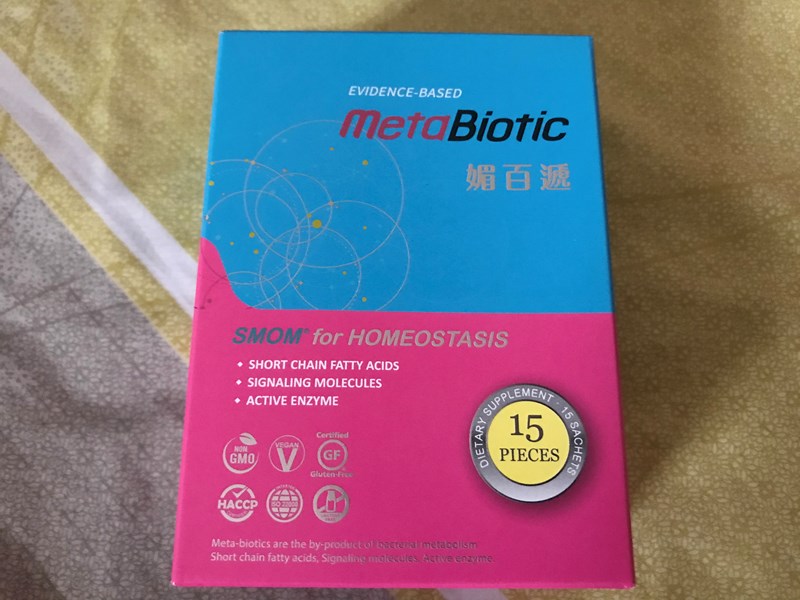 EVIDENCE-BASED
MetaBiotic
媚百遞
SMOM® for HOMEOSTASIS
• SHORT CHAIN FATTY ACIDS
• SIGNALING MOLECULES
• ACTIVE ENZYME
DIETARY SUPPLEMENT · 15 SACHETS
15
PIECES
NON
GMO
VEGAN
V
Certified
GF
Gluten-Free
HACCP
ISO 22000
Meta-biotics are the by-product of bacterial metabolism
Short chain fatty acids, Signaling molecules, Active enzyme.